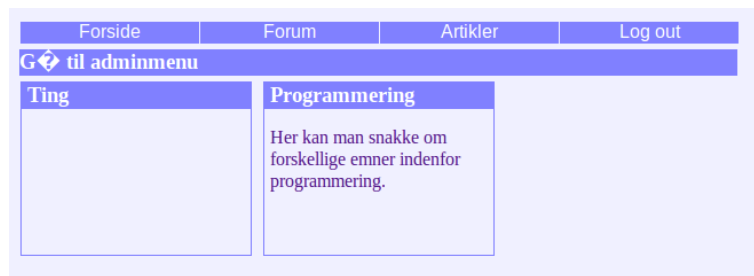 Forside Forum Artikler Log out
G� til adminmenu
Ting Programmering
Her kan man snakke om
forskellige emner indenfor
programmering.